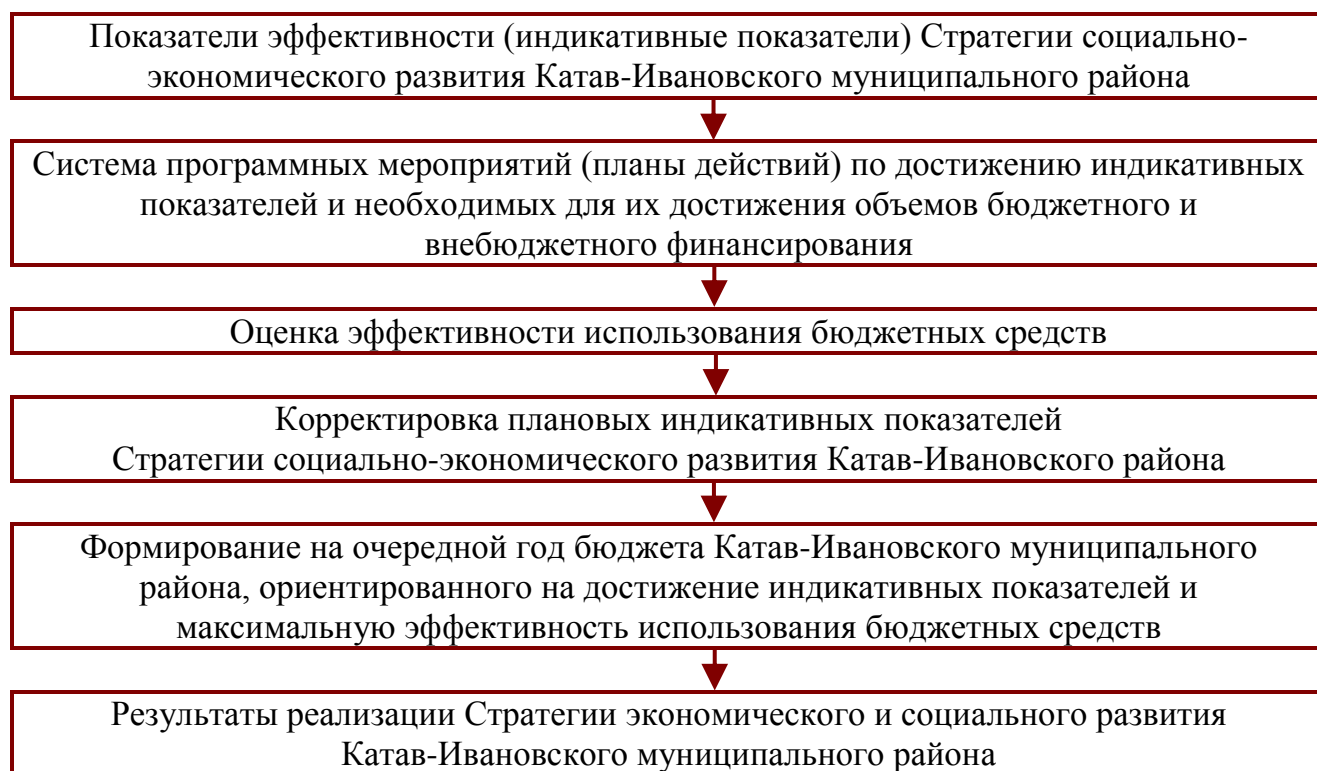 Показатели эффективности (индикативные показатели) Стратегии социально-
экономического развития Катав-Ивановского муниципального района
Система программных мероприятий (планы действий) по достижению индикативных
показателей и необходимых для их достижения объемов бюджетного и
внебюджетного финансирования
Оценка эффективности использования бюджетных средств
Корректировка плановых индикативных показателей
Стратегии социально-экономического развития Катав-Ивановского района
Формирование на очередной год бюджета Катав-Ивановского муниципального
района, ориентированного на достижение индикативных показателей и
максимальную эффективность использования бюджетных средств
Результаты реализации Стратегии экономического и социального развития
Катав-Ивановского муниципального района